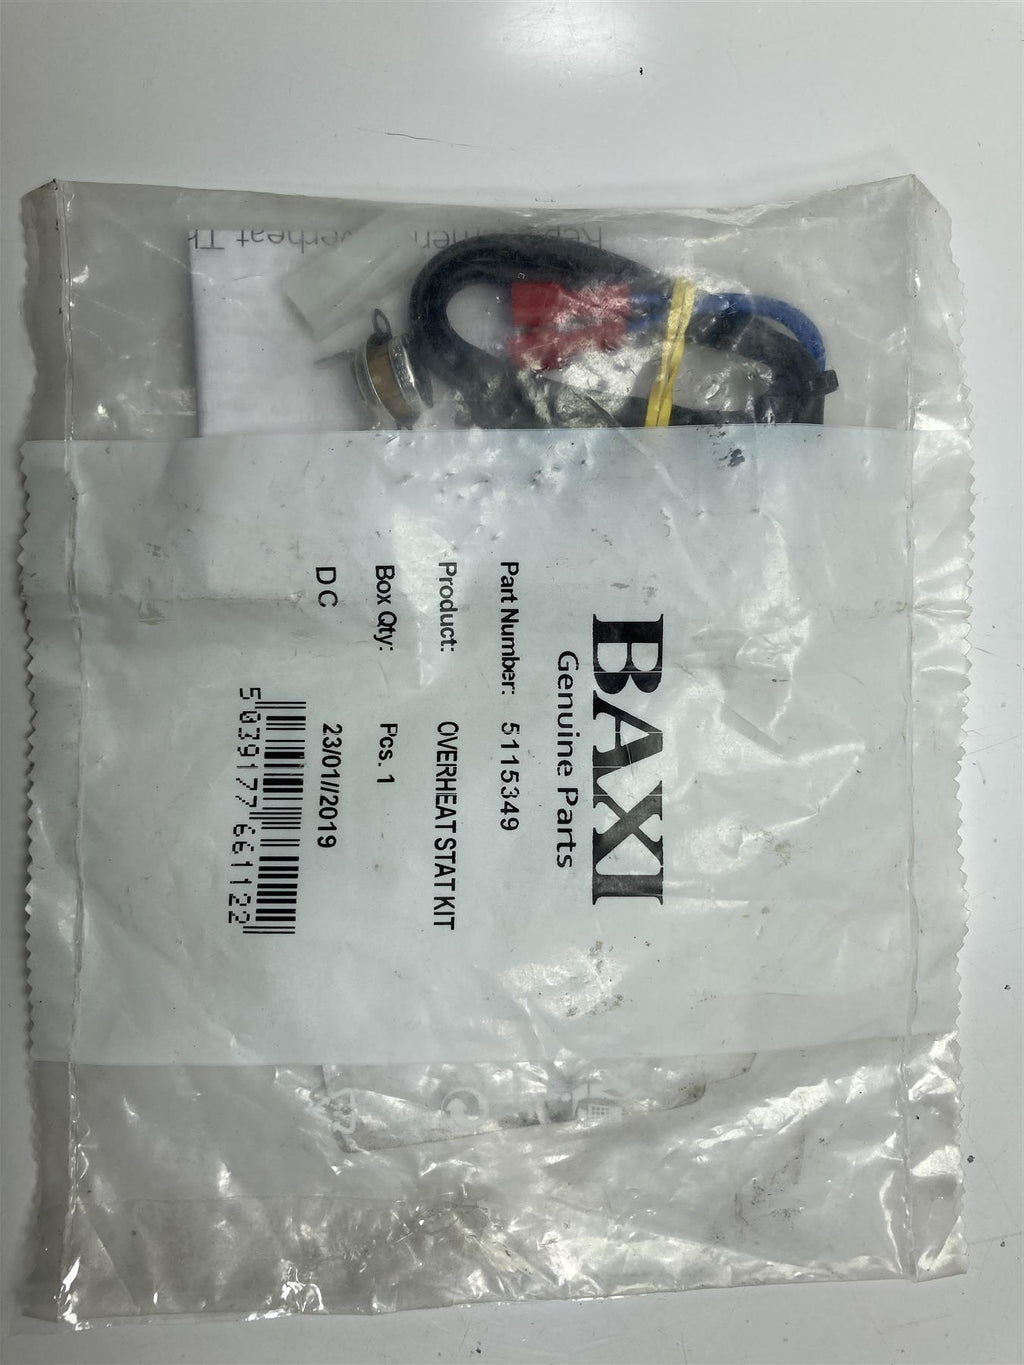 BAXI
Genuine Parts
Part Number: 5115349
Product: OVERHEAT STAT KIT
Box Qty: Pcs. 1
D C 23/01//2019
5 039177 661122